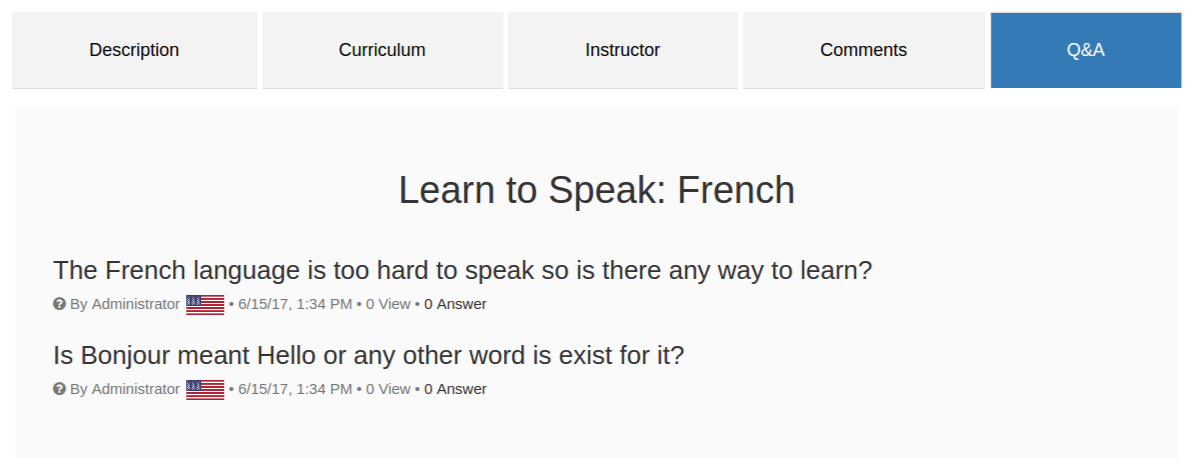 Description Curriculum Instructor Comments Q&A
Learn to Speak: French
The French language is too hard to speak so is there any way to learn?
By Administrator • 6/15/17, 1:34 PM • 0 View • 0 Answer
Is Bonjour meant Hello or any other word is exist for it?
By Administrator • 6/15/17, 1:34 PM • 0 View • 0 Answer